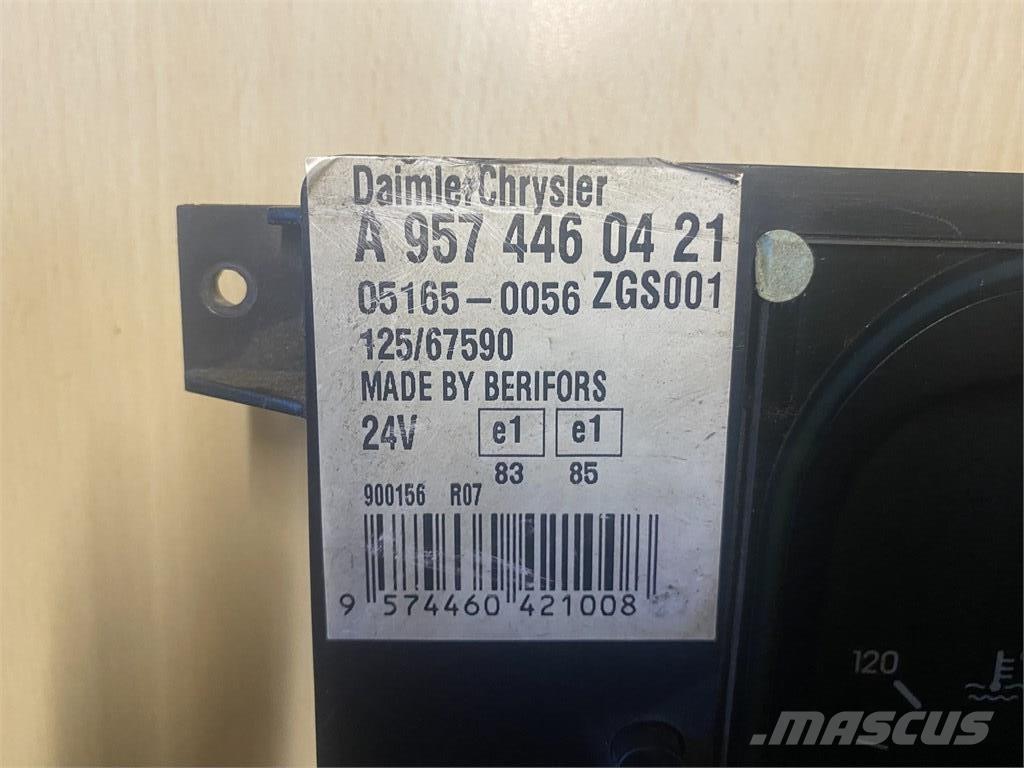 DaimlerChrysler
A 957 446 04 21
05165-0056 ZGS001
125/67590
MADE BY BERIFORS
24V e1 e1
83 85
900156 R07
9 574460 421008
120
MASCUS